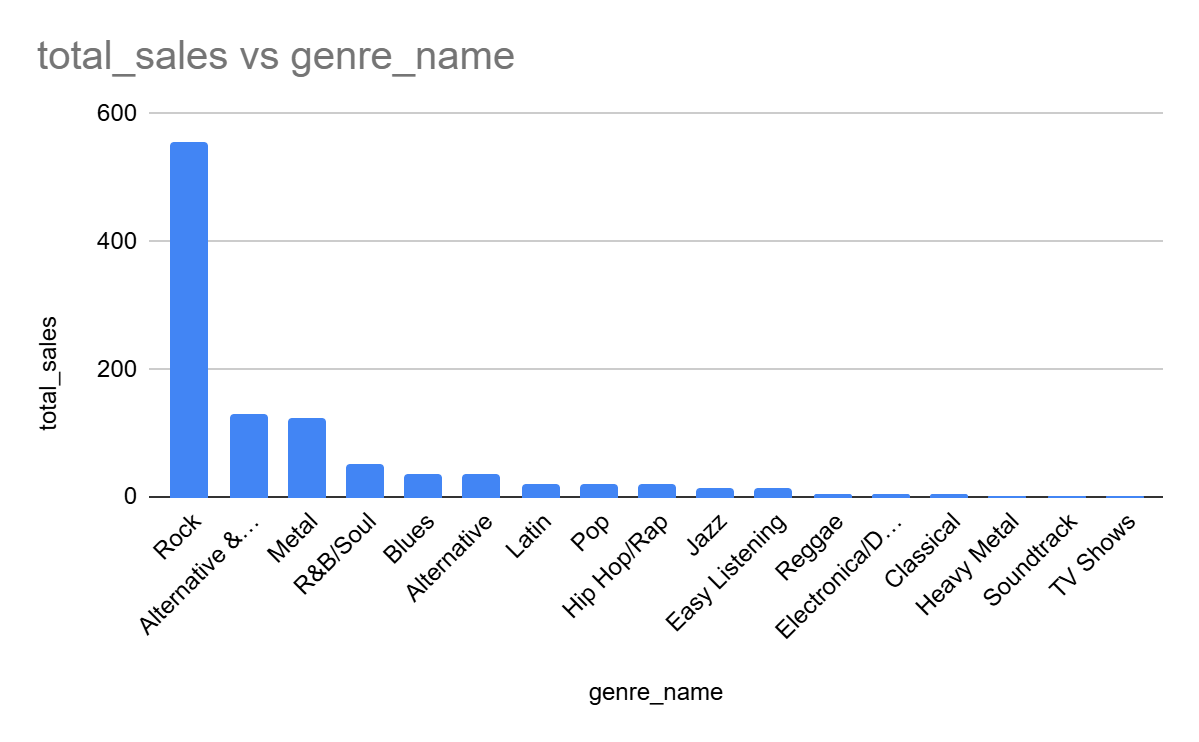 total_sales vs genre_name
total_sales
600
400
200
0
Rock
Alternative &...
Metal
R&B/Soul
Blues
Alternative
Latin
Pop
Hip Hop/Rap
Jazz
Easy Listening
Reggae
Electronica/D...
Classical
Heavy Metal
Soundtrack
TV Shows
genre_name